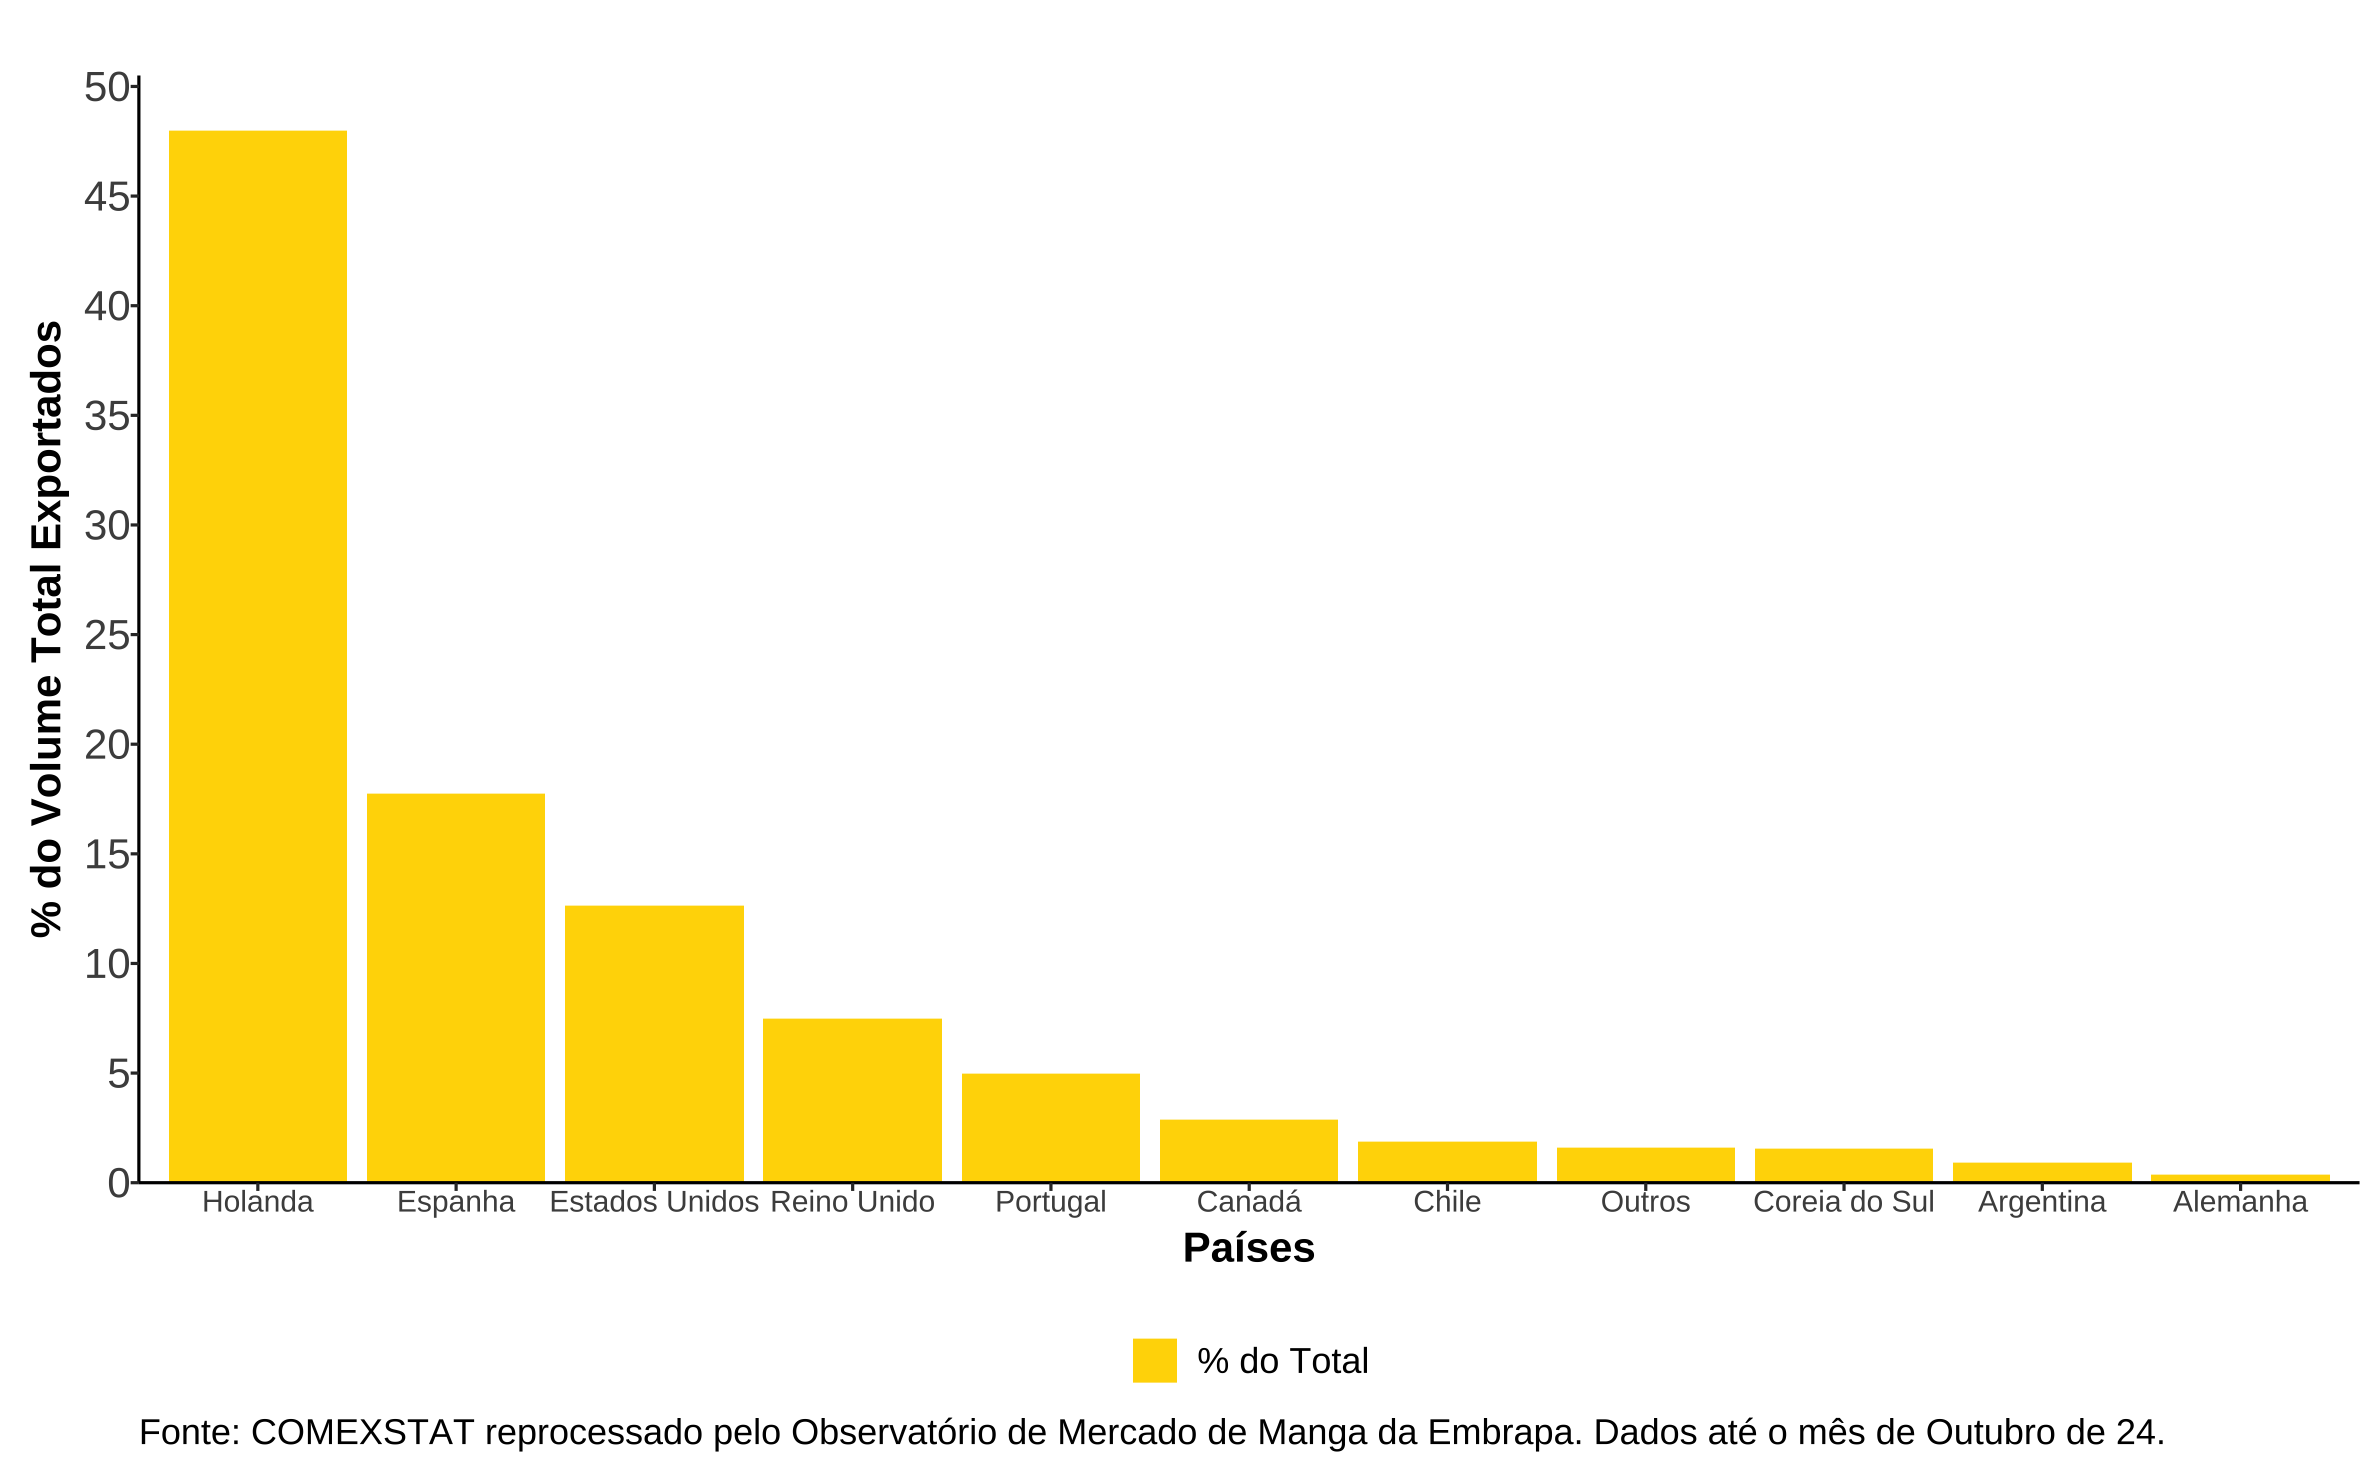 50
45
40
35
30
25
20
15
10
5
0
% do Volume Total Exportados
Holanda Espanha Estados Unidos Reino Unido Portugal Canadá Chile Outros Coreia do Sul Argentina Alemanha
Países
% do Total
Fonte: COMEXSTAT reprocessado pelo Observatório de Mercado de Manga da Embrapa. Dados até o mês de Outubro de 24.